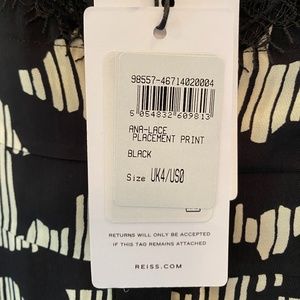 98557-46714020004
5 054832 609813
ANA-LACE
PLACEMENT PRINT
BLACK
Size UK4/US0
RETURNS WILL ONLY BE ACCEPTED
IF THIS TAG REMAINS ATTACHED
REISS.COM